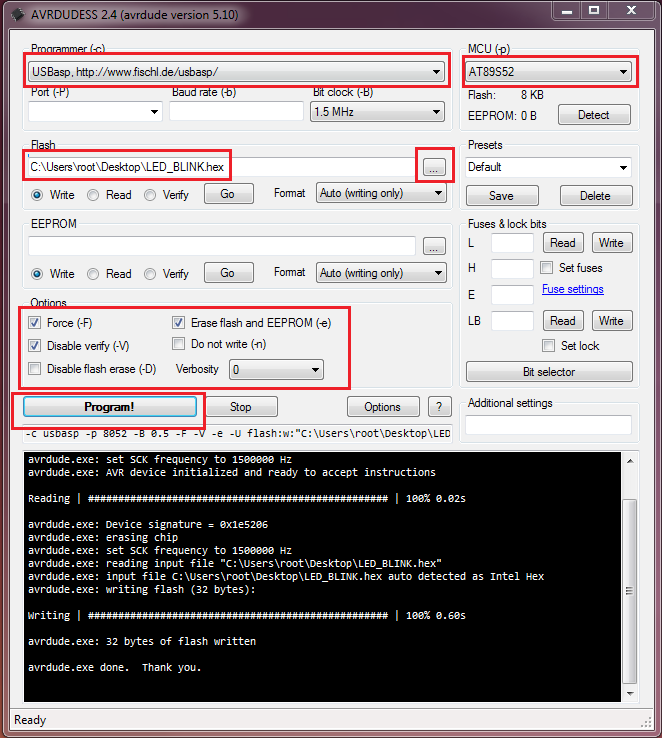 AVRDUDESS 2.4 (avrdude version 5.10)
Programmer (-c)
USBasp, http://www.fischl.de/usbasp/
Port (-P)
Baud rate (-b)
Bit clock (-B)
1.5 MHz
MCU (-p)
AT89S52
Flash: 8 KB
EEPROM: 0 B
Detect
Flash
C:\Users\root\Desktop\LED_BLINK.hex
...
Write
Read
Verify
Go
Format
Auto (writing only)
Presets
Default
Save
Delete
EEPROM
...
Write
Read
Verify
Go
Format
Auto (writing only)
Fuses & lock bits
L
Read
Write
H
Set fuses
E
Fuse settings
LB
Read
Write
Set lock
Bit selector
Options
Force (-F)
Erase flash and EEPROM (-e)
Disable verify (-V)
Do not write (-n)
Disable flash erase (-D)
Verbosity
0
Program!
Stop
Options
?
Additional settings
-c usbasp -p 8052 -B 0.5 -F -V -e -U flash:w:"C:\Users\root\Desktop\LED
avrdude.exe: set SCK frequency to 1500000 Hz
avrdude.exe: AVR device initialized and ready to accept instructions
Reading | ################################################## | 100% 0.02s
avrdude.exe: Device signature = 0x1e5206
avrdude.exe: erasing chip
avrdude.exe: set SCK frequency to 1500000 Hz
avrdude.exe: reading input file "C:\Users\root\Desktop\LED_BLINK.hex"
avrdude.exe: input file C:\Users\root\Desktop\LED_BLINK.hex auto detected as Intel Hex
avrdude.exe: writing flash (32 bytes):
Writing | ################################################## | 100% 0.60s
avrdude.exe: 32 bytes of flash written
avrdude.exe done.  Thank you.
Ready